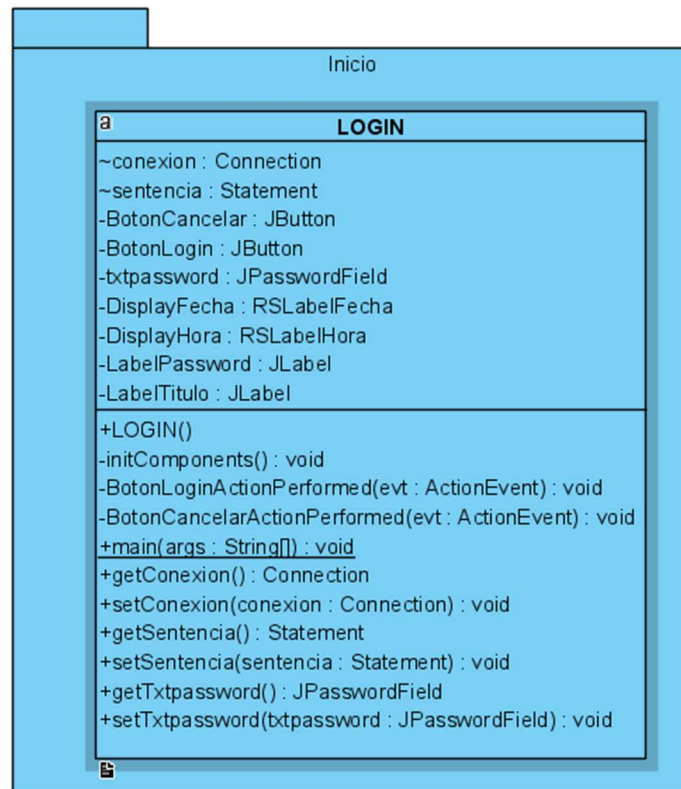 Inicio
a
LOGIN
~conexion : Connection
~sentencia : Statement
-BotonCancelar : JButton
-BotonLogin : JButton
-txtpassword : JPasswordField
-DisplayFecha : RSLabelFecha
-DisplayHora : RSLabelHora
-LabelPassword : JLabel
-LabelTitulo : JLabel
+LOGIN()
-initComponents() : void
-BotonLoginActionPerformed(evt : ActionEvent) : void
-BotonCancelarActionPerformed(evt : ActionEvent) : void
+main(args : String[]) : void
+getConexion() : Connection
+setConexion(conexion : Connection) : void
+getSentencia() : Statement
+setSentencia(sentencia : Statement) : void
+getTxtpassword() : JPasswordField
+setTxtpassword(txtpassword : JPasswordField) : void